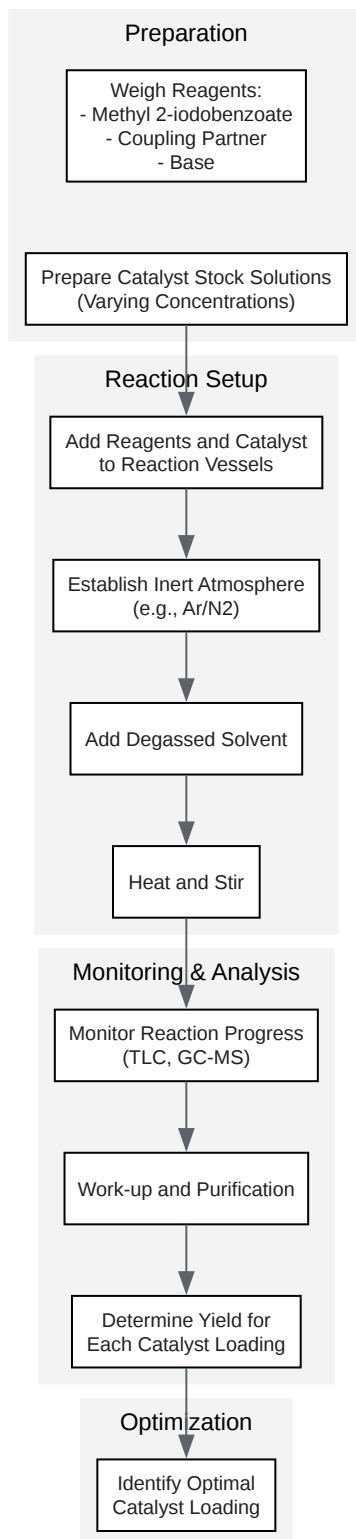 Preparation
Weigh Reagents:
- Methyl 2-iodobenzoate
- Coupling Partner
- Base
Prepare Catalyst Stock Solutions
(Varying Concentrations)
Reaction Setup
Add Reagents and Catalyst
to Reaction Vessels
Establish Inert Atmosphere
(e.g., Ar/N2)
Add Degassed Solvent
Heat and Stir
Monitoring & Analysis
Monitor Reaction Progress
(TLC, GC-MS)
Work-up and Purification
Determine Yield for
Each Catalyst Loading
Optimization
Identify Optimal
Catalyst Loading